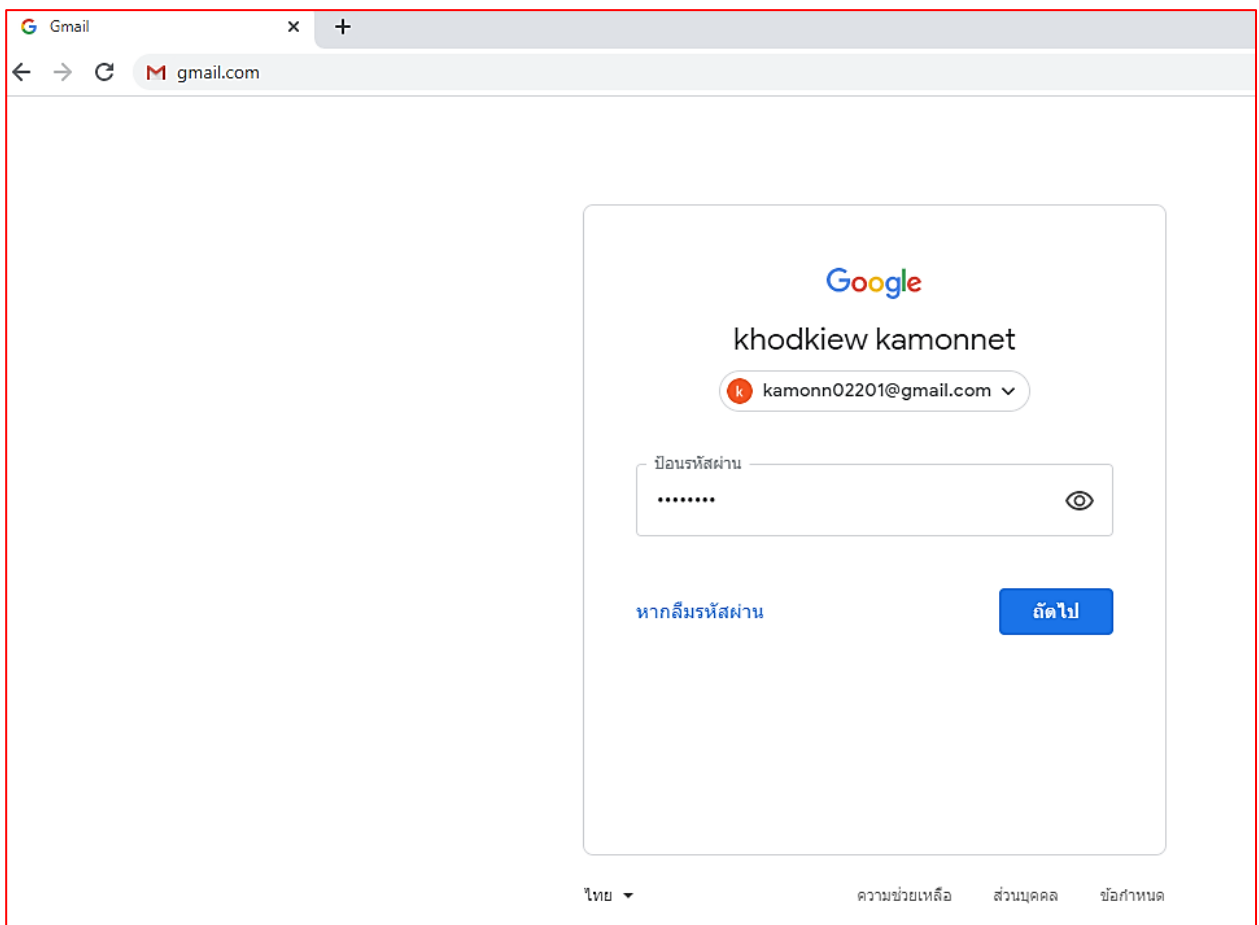 Gmail
gmail.com
Google
khodkiew kamonnet
k kamonn02201@gmail.com
ป้อนรหัสผ่าน
••••••••
หากลืมรหัสผ่าน ถัดไป
ไทย ความช่วยเหลือ ส่วนบุคคล ข้อกำหนด